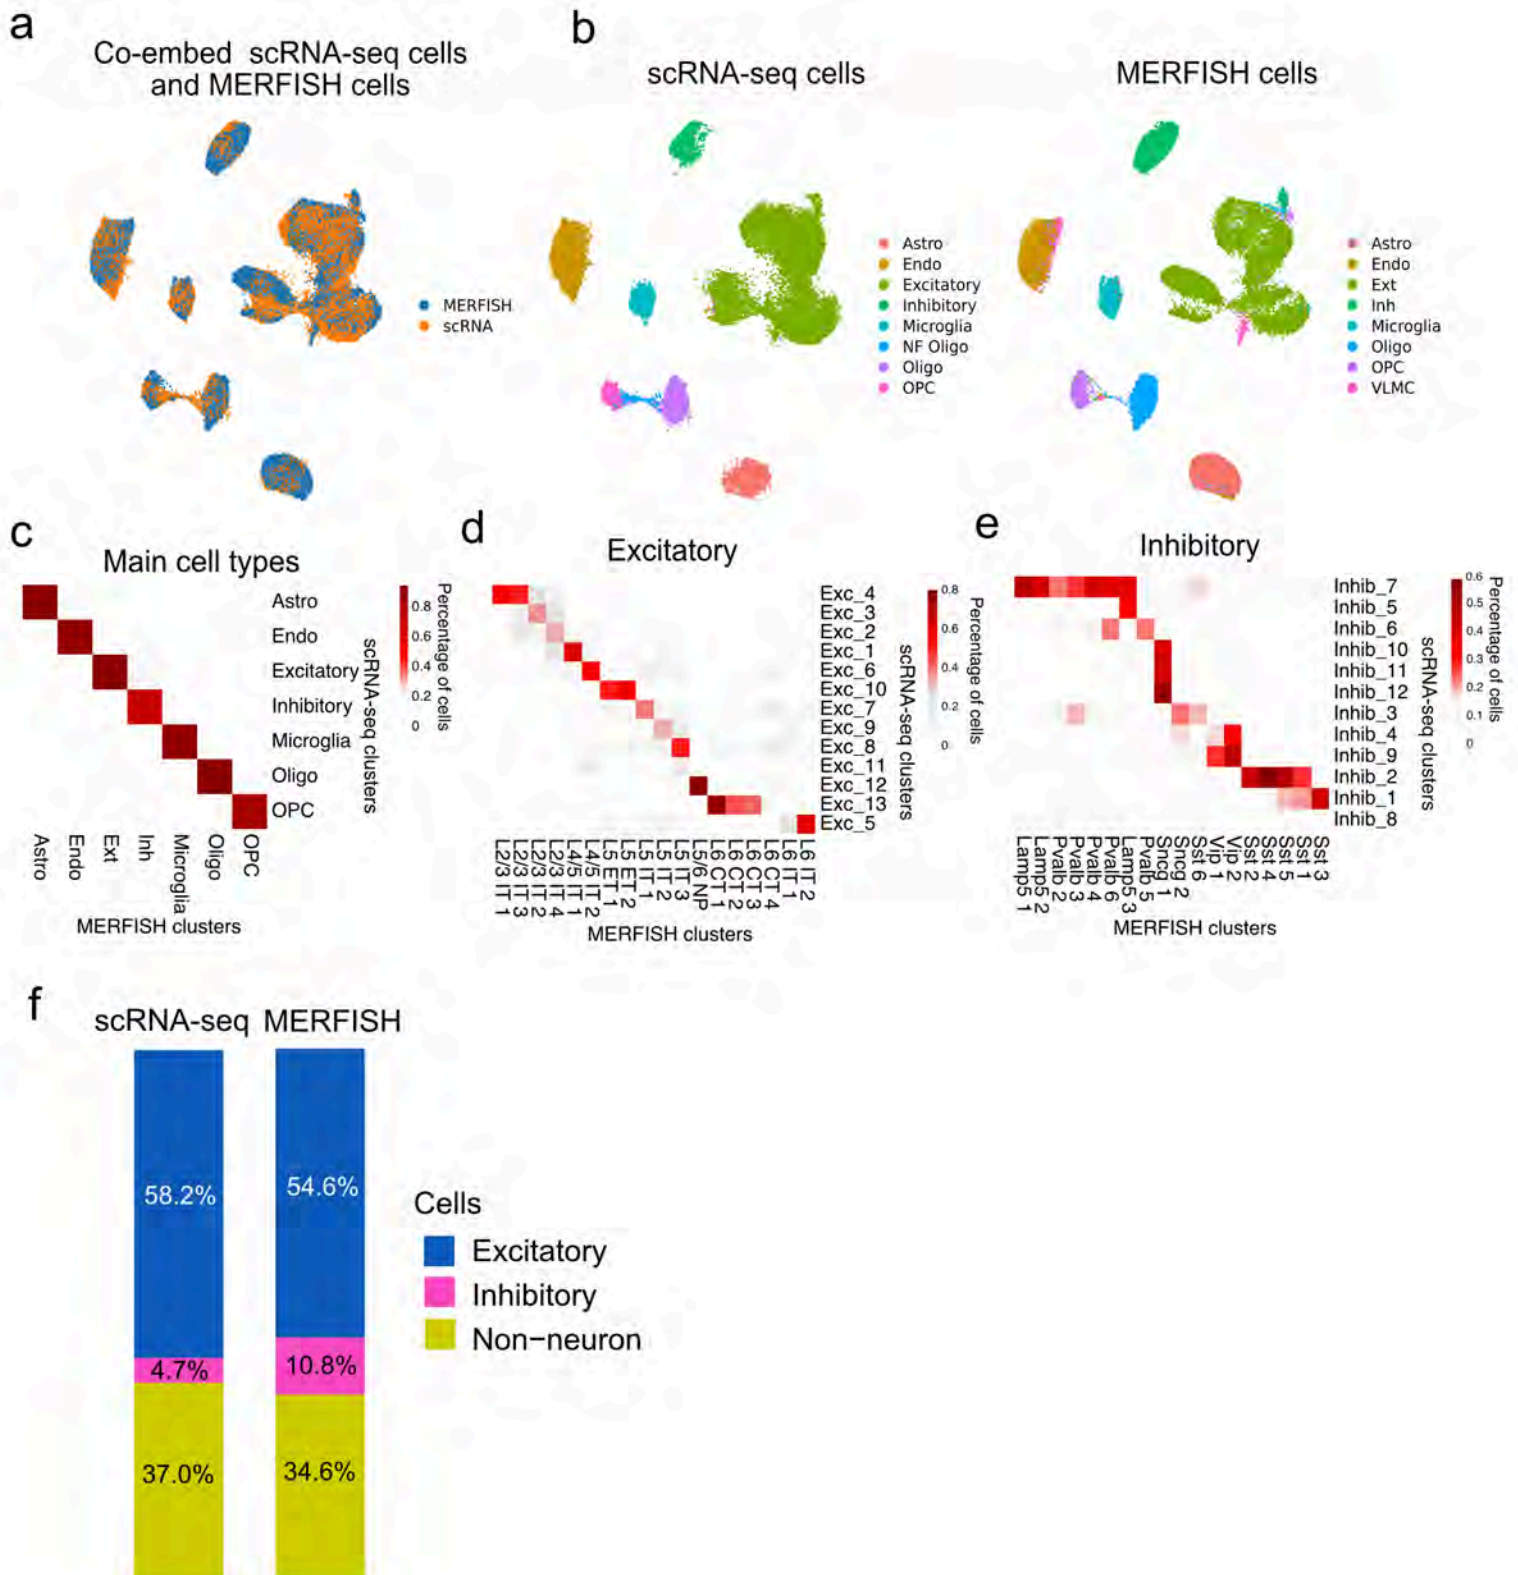 a
Co-embed scRNA-seq cells
and MERFISH cells
MERFISH
scRNA
b
scRNA-seq cells
Astro
Endo
Excitatory
Inhibitory
Microglia
NF Oligo
Oligo
OPC
MERFISH cells
Astro
Endo
Ext
Inh
Microglia
Oligo
OPC
VLMC
c
Main cell types
Astro
Endo
Excitatory
Inhibitory
Microglia
Oligo
OPC
scRNA-seq clusters
0.8
0.6
0.4
0.2
0
Percentage of cells
Astro
Endo
Ext
Inh
Microglia
Oligo
OPC
MERFISH clusters
d
Excitatory
Exc_4
Exc_3
Exc_2
Exc_1
Exc_6
Exc_10
Exc_7
Exc_9
Exc_8
Exc_11
Exc_12
Exc_13
Exc_5
scRNA-seq clusters
0.8
0.6
0.4
0.2
0
Percentage of cells
L2/3 IT 1
L2/3 IT 3
L2/3 IT 2
L2/3 IT 4
L4/5 IT 1
L4/5 IT 2
L5 ET 1
L5 ET 2
L5 IT 1
L5 IT 2
L5 IT 3
L5/6 NP
L6 CT 1
L6 CT 2
L6 CT 3
L6 CT 4
L6 IT 1
L6 IT 2
MERFISH clusters
e
Inhibitory
Inhib_7
Inhib_5
Inhib_6
Inhib_10
Inhib_11
Inhib_12
Inhib_3
Inhib_4
Inhib_9
Inhib_2
Inhib_1
Inhib_8
scRNA-seq clusters
0.6
0.5
0.4
0.3
0.2
0.1
0
Percentage of cells
Lamp5 1
Lamp5 2
Pvalb 2
Pvalb 3
Pvalb 4
Pvalb 6
Lamp5 3
Pvalb 5
Sncg 1
Sncg 2
Sst 6
Vip 1
Vip 2
Sst 2
Sst 4
Sst 5
Sst 1
Sst 3
MERFISH clusters
f
scRNA-seq MERFISH
58.2%
54.6%
4.7%
10.8%
37.0%
34.6%
Cells
Excitatory
Inhibitory
Non−neuron